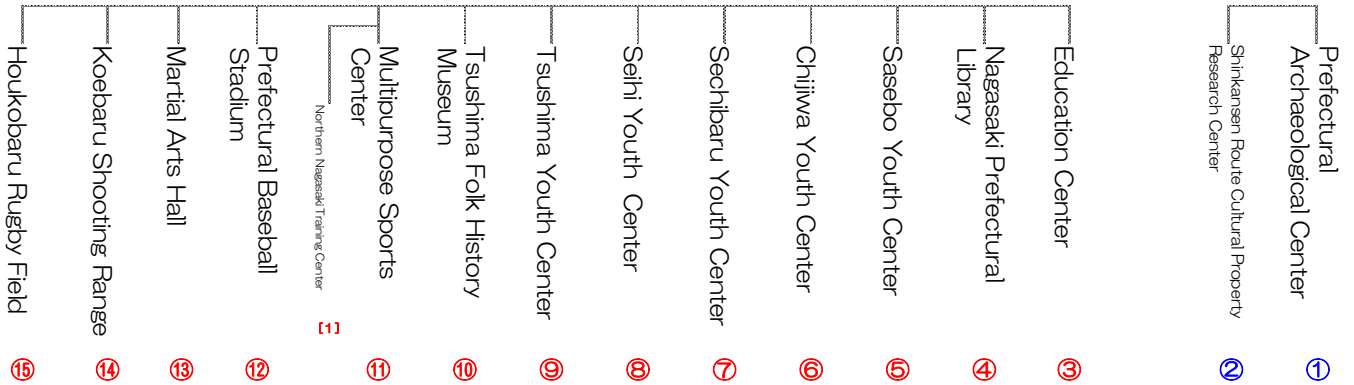 Prefectural
Archaeological Center
①
Shinkansen Route Cultural Property
Research Center
②
Education Center
③
Nagasaki Prefectural
Library
④
Sasebo Youth Center
⑤
Chijiwa Youth Center
⑥
Sechibaru Youth Center
⑦
Seihi Youth Center
⑧
Tsushima Youth Center
⑨
Tsushima Folk History
Museum
⑩
Multipurpose Sports
Center
⑪
Northern Nagasaki Training Center
[1]
Prefectural Baseball
Stadium
⑫
Martial Arts Hall
⑬
Koebaru Shooting Range
⑭
Houkobaru Rugby Field
⑮